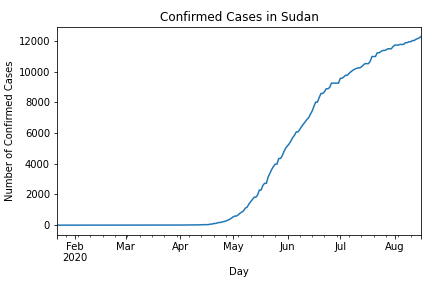 Confirmed Cases in Sudan
Number of Confirmed Cases
12000
10000
8000
6000
4000
2000
0
Feb Mar Apr May Jun Jul Aug
2020
Day